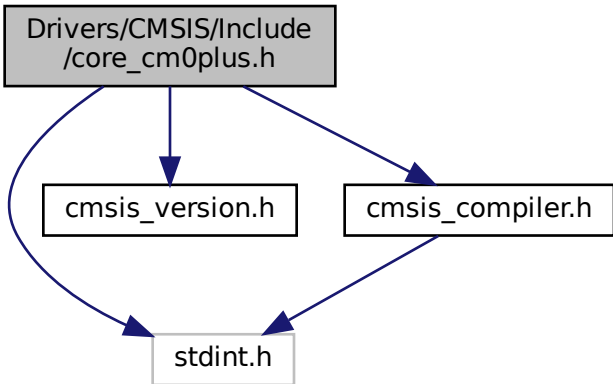 Drivers/CMSIS/Include
/core_cm0plus.h
cmsis_version.h
cmsis_compiler.h
stdint.h